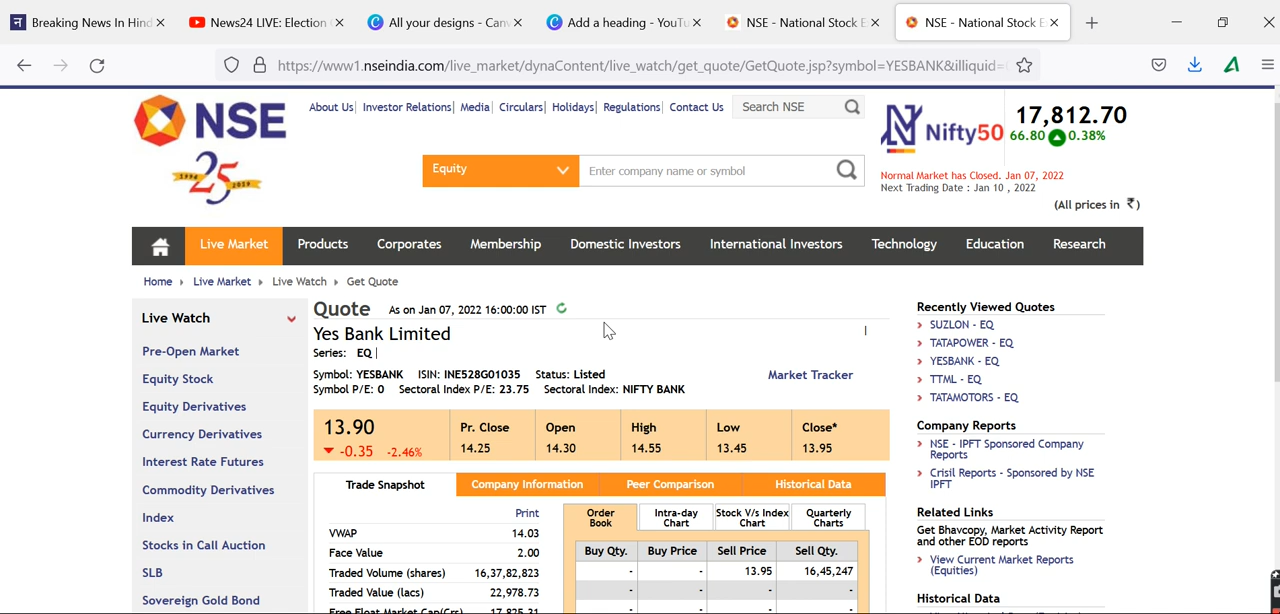 Breaking News In Hind
News24 LIVE: Election
All your designs - Can
Add a heading - YouTu
NSE - National Stock E
NSE - National Stock E
https://www1.nseindia.com/live_market/dynaContent/live_watch/get_quote/GetQuote.jsp?symbol=YESBANK&illiquid=
NSE
1994 25 2019
About Us| Investor Relations| Media| Circulars| Holidays| Regulations| Contact Us
Search NSE
Equity
Enter company name or symbol
Nifty50
17,812.70
66.80 0.38%
Normal Market has Closed. Jan 07, 2022
Next Trading Date : Jan 10 , 2022
(All prices in ₹)
Live Market Products Corporates Membership Domestic Investors International Investors Technology Education Research
Home Live Market Live Watch Get Quote
Live Watch
Pre-Open Market
Equity Stock
Equity Derivatives
Currency Derivatives
Interest Rate Futures
Commodity Derivatives
Index
Stocks in Call Auction
SLB
Sovereign Gold Bond
Quote As on Jan 07, 2022 16:00:00 IST
Yes Bank Limited
|
Series: EQ |
Symbol: YESBANK ISIN: INE528G01035 Status: Listed
Market Tracker
Symbol P/E: 0 Sectoral Index P/E: 23.75 Sectoral Index: NIFTY BANK
13.90 Pr. Close Open High Low Close*
-0.35 -2.46% 14.25 14.30 14.55 13.45 13.95
Trade Snapshot Company Information Peer Comparison Historical Data
Print
VWAP 14.03
Face Value 2.00
Traded Volume (shares) 16,37,82,823
Traded Value (lacs) 22,978.73
Free Float Market Cap(Crs) 17,825.31
Order Book
Intra-day Chart
Stock V/s Index Chart
Quarterly Charts
Buy Qty. Buy Price Sell Price Sell Qty.
- - 13.95 16,45,247
- - - -
- - - -
Recently Viewed Quotes
SUZLON - EQ
TATAPOWER - EQ
YESBANK - EQ
TTML - EQ
TATAMOTORS - EQ
Company Reports
NSE - IPFT Sponsored Company
Reports
Crisil Reports - Sponsored by NSE
IPFT
Related Links
Get Bhavcopy, Market Activity Report
and other EOD reports
View Current Market Reports
(Equities)
Historical Data